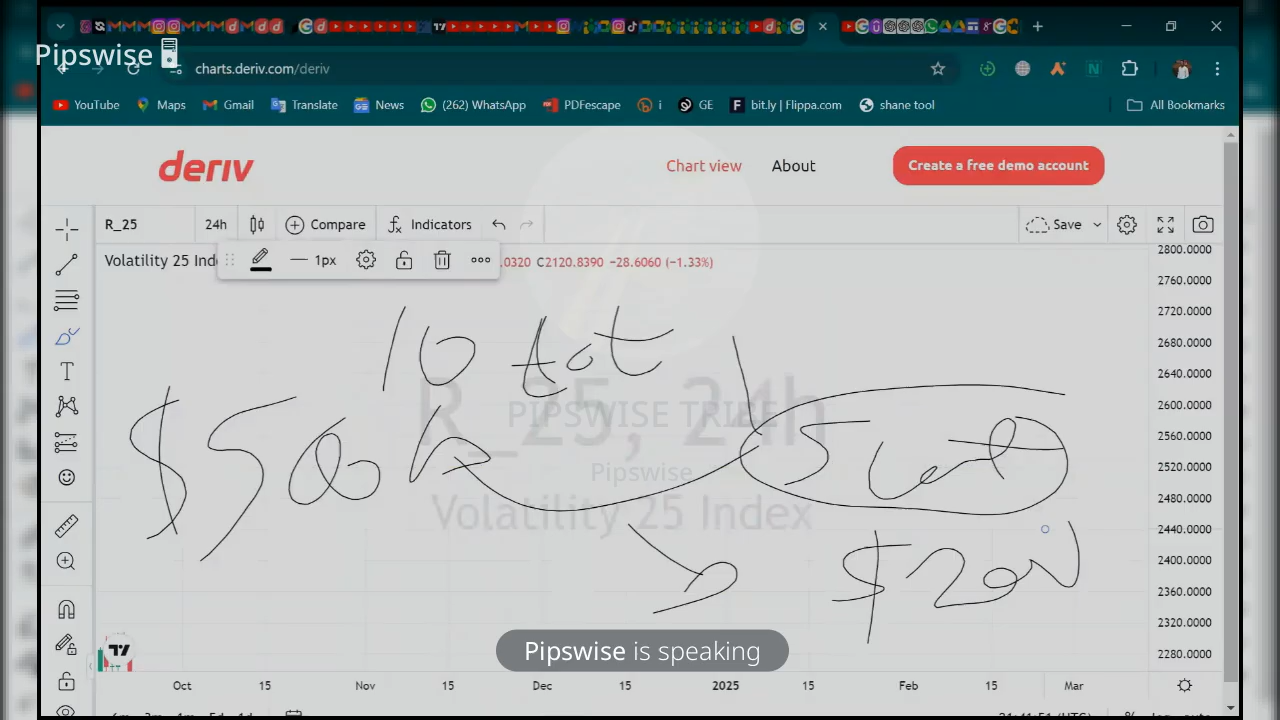 Pipswise
charts.deriv.com/deriv
YouTube Maps Gmail Translate News (262) WhatsApp PDFescape i GE bit.ly | Flippa.com shane tool All Bookmarks
deriv Chart view About Create a free demo account
R_25 24h Compare Indicators Save
Volatility 25 Ind 1px .0320 C2120.8390 −28.6060 (−1.33%)
2800.0000
2760.0000
2720.0000
2680.0000
2640.0000
2600.0000
2560.0000
2520.0000
2480.0000
2440.0000
2400.0000
2360.0000
2320.0000
2280.0000
10 tot
$500k
R_25, 24h
PIPSWISE TRIBE
Pipswise
Volatility 25 Index
Pipswise is speaking
Oct 15 Nov 15 Dec 15 2025 15 Feb 15 Mar